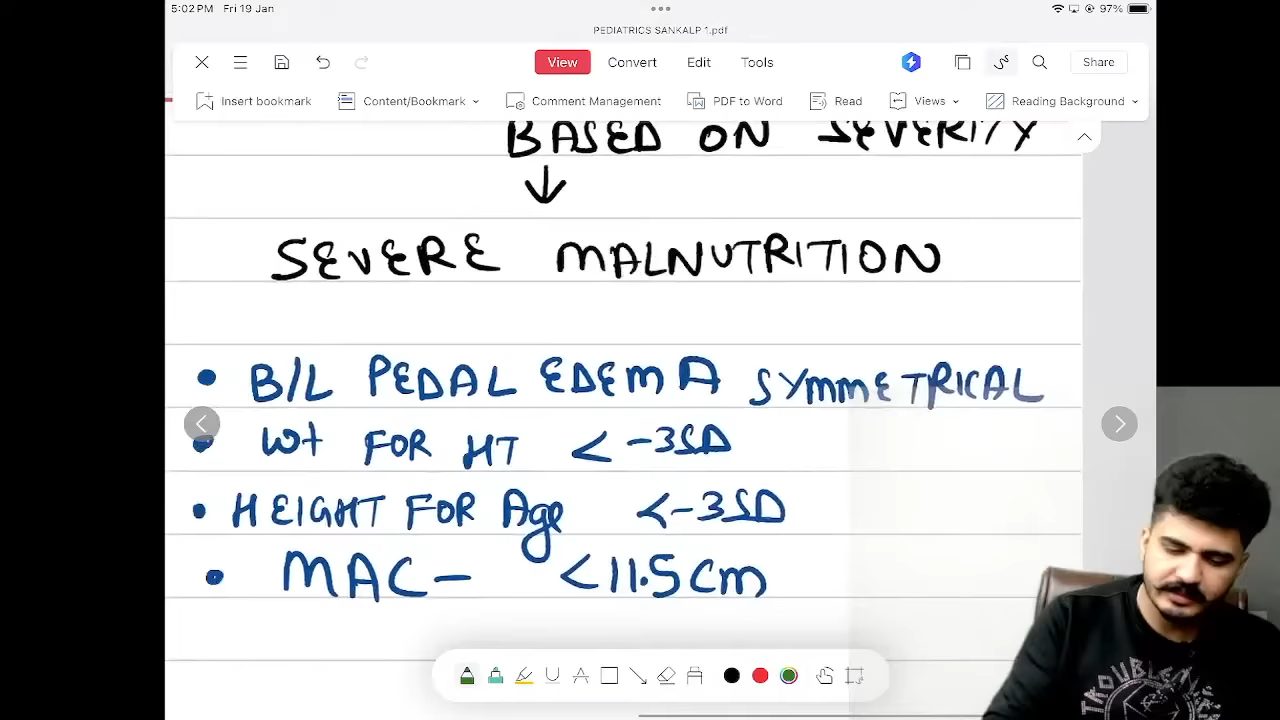 5:02 PM Fri 19 Jan
97%
PEDIATRICS SANKALP 1.pdf
View Convert Edit Tools Share
Insert bookmark Content/Bookmark Comment Management PDF to Word Read Views Reading Background
BASED ON SEVERITY
↓
SEVERE MALNUTRITION
• B/L PEDAL EDEMA SYMMETRICAL
• Wt FOR HT < -3SD
• HEIGHT FOR Age <-3SD
• MAC- <11.5cm